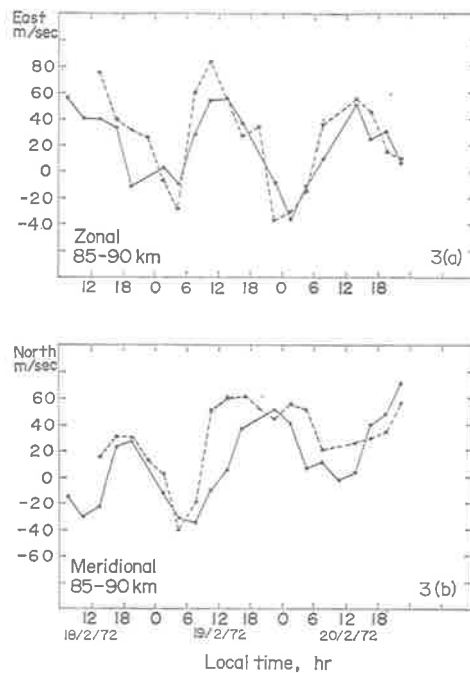 East
m/sec
80
60
40
20
0
-20
-40
Zonal
85-90 km
3(a)
12 18 0 6 12 18 0 6 12 18
North
m/sec
60
40
20
0
-20
-40
-60
Meridional
85-90 km
3(b)
12 18 0 6 12 18 0 6 12 18
18/2/72 19/2/72 20/2/72
Local time, hr